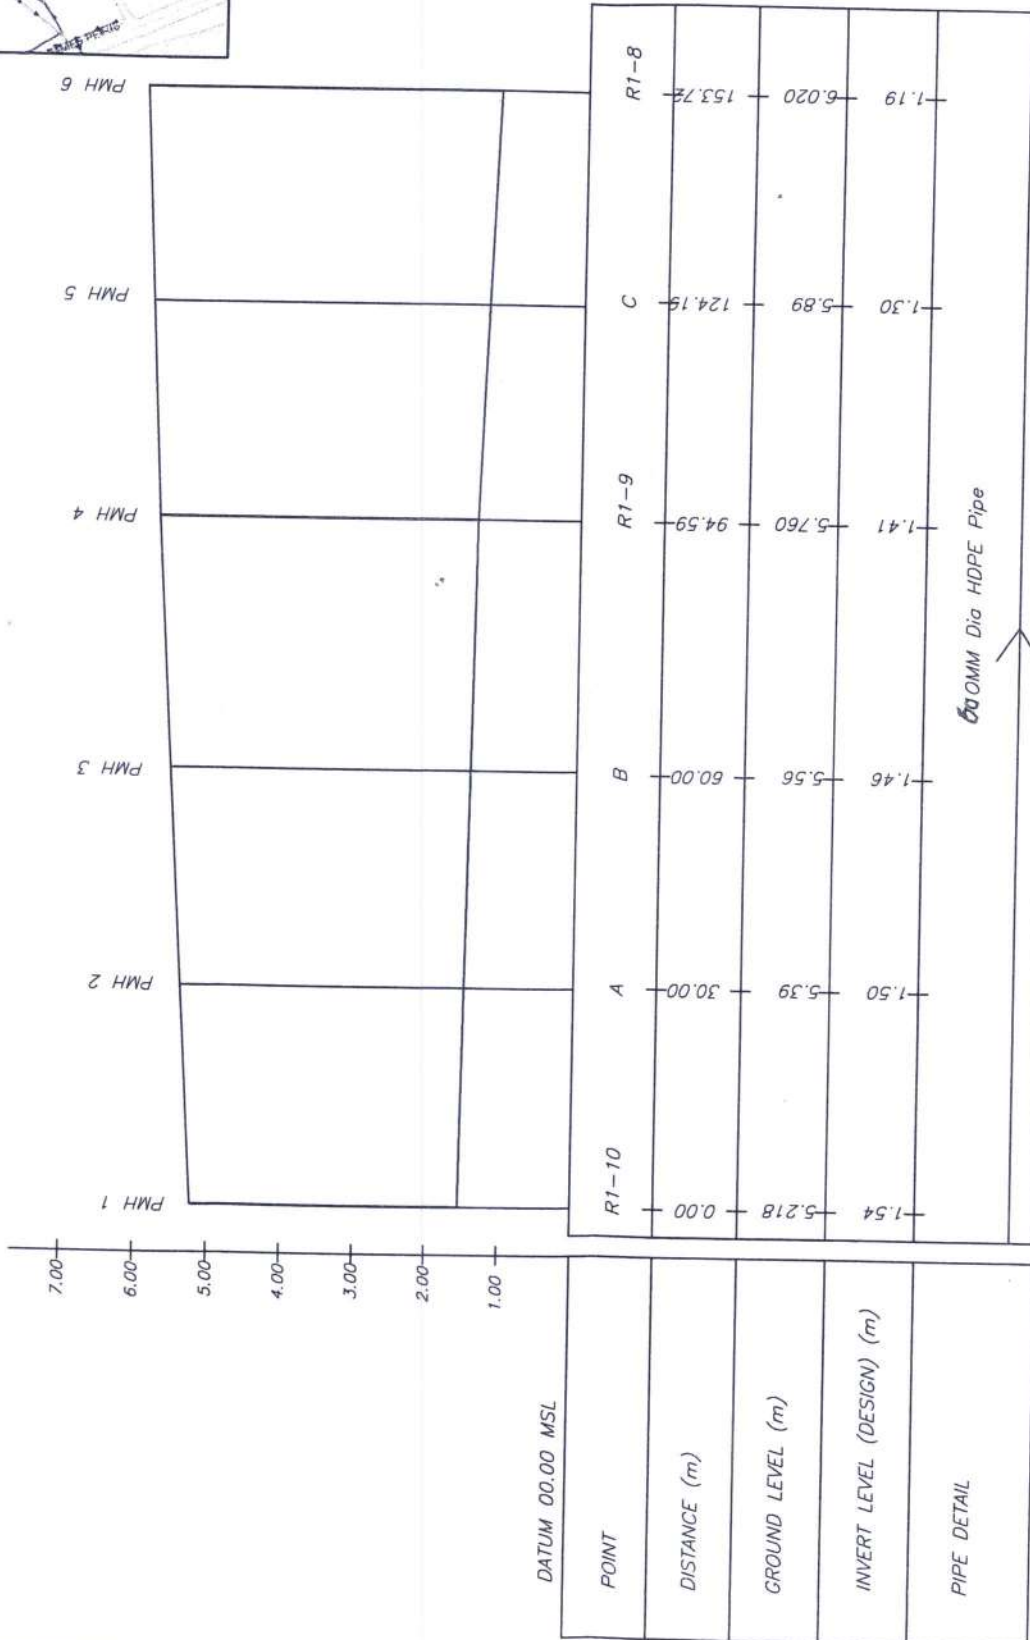 PMH 1 PMH 2 PMH 3 PMH 4 PMH 5 PMH 6
7.00
6.00
5.00
4.00
3.00
2.00
1.00
DATUM 00.00 MSL
POINT R1-10 A B R1-9 C R1-8
DISTANCE (m) 0.00 30.00 60.00 94.59 124.19 153.72
GROUND LEVEL (m) 5.218 5.39 5.56 5.760 5.89 6.020
INVERT LEVEL (DESIGN) (m) 1.54 1.50 1.46 1.41 1.30 1.19
PIPE DETAIL 600MM Dia HDPE Pipe